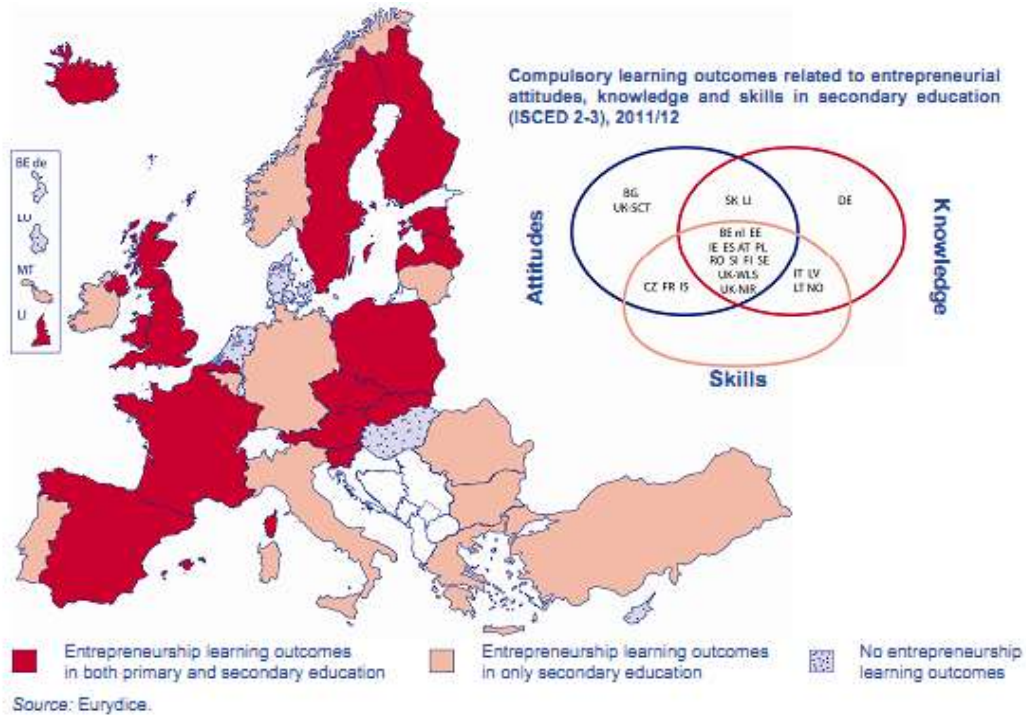 Compulsory learning outcomes related to entrepreneurial
attitudes, knowledge and skills in secondary education
(ISCED 2-3), 2011/12
BE de
LU
MT
LI
Attitudes
Knowledge
BG
UK-SCT
SK LI
DE
BE nl EE
IE ES AT PL
RO SI FI SE
UK-WLS
UK-NIR
CZ FR IS
IT LV
LT NO
Skills
Entrepreneurship learning outcomes
in both primary and secondary education
Entrepreneurship learning outcomes
in only secondary education
No entrepreneurship
learning outcomes
Source: Eurydice.